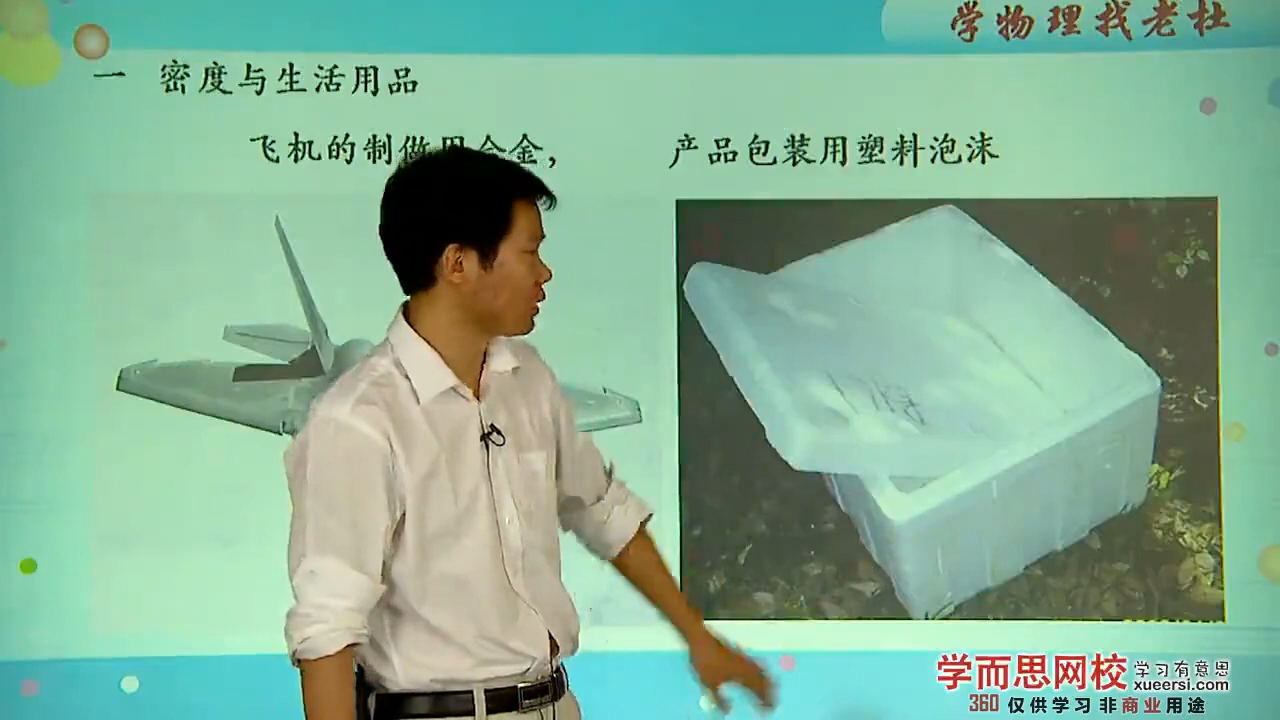 学物理找老杜
一 密度与生活用品
飞机的制做用合金，
产品包装用塑料泡沫
学而思网校 学习有意思
xueersi.com
360 仅供学习 非商业用途